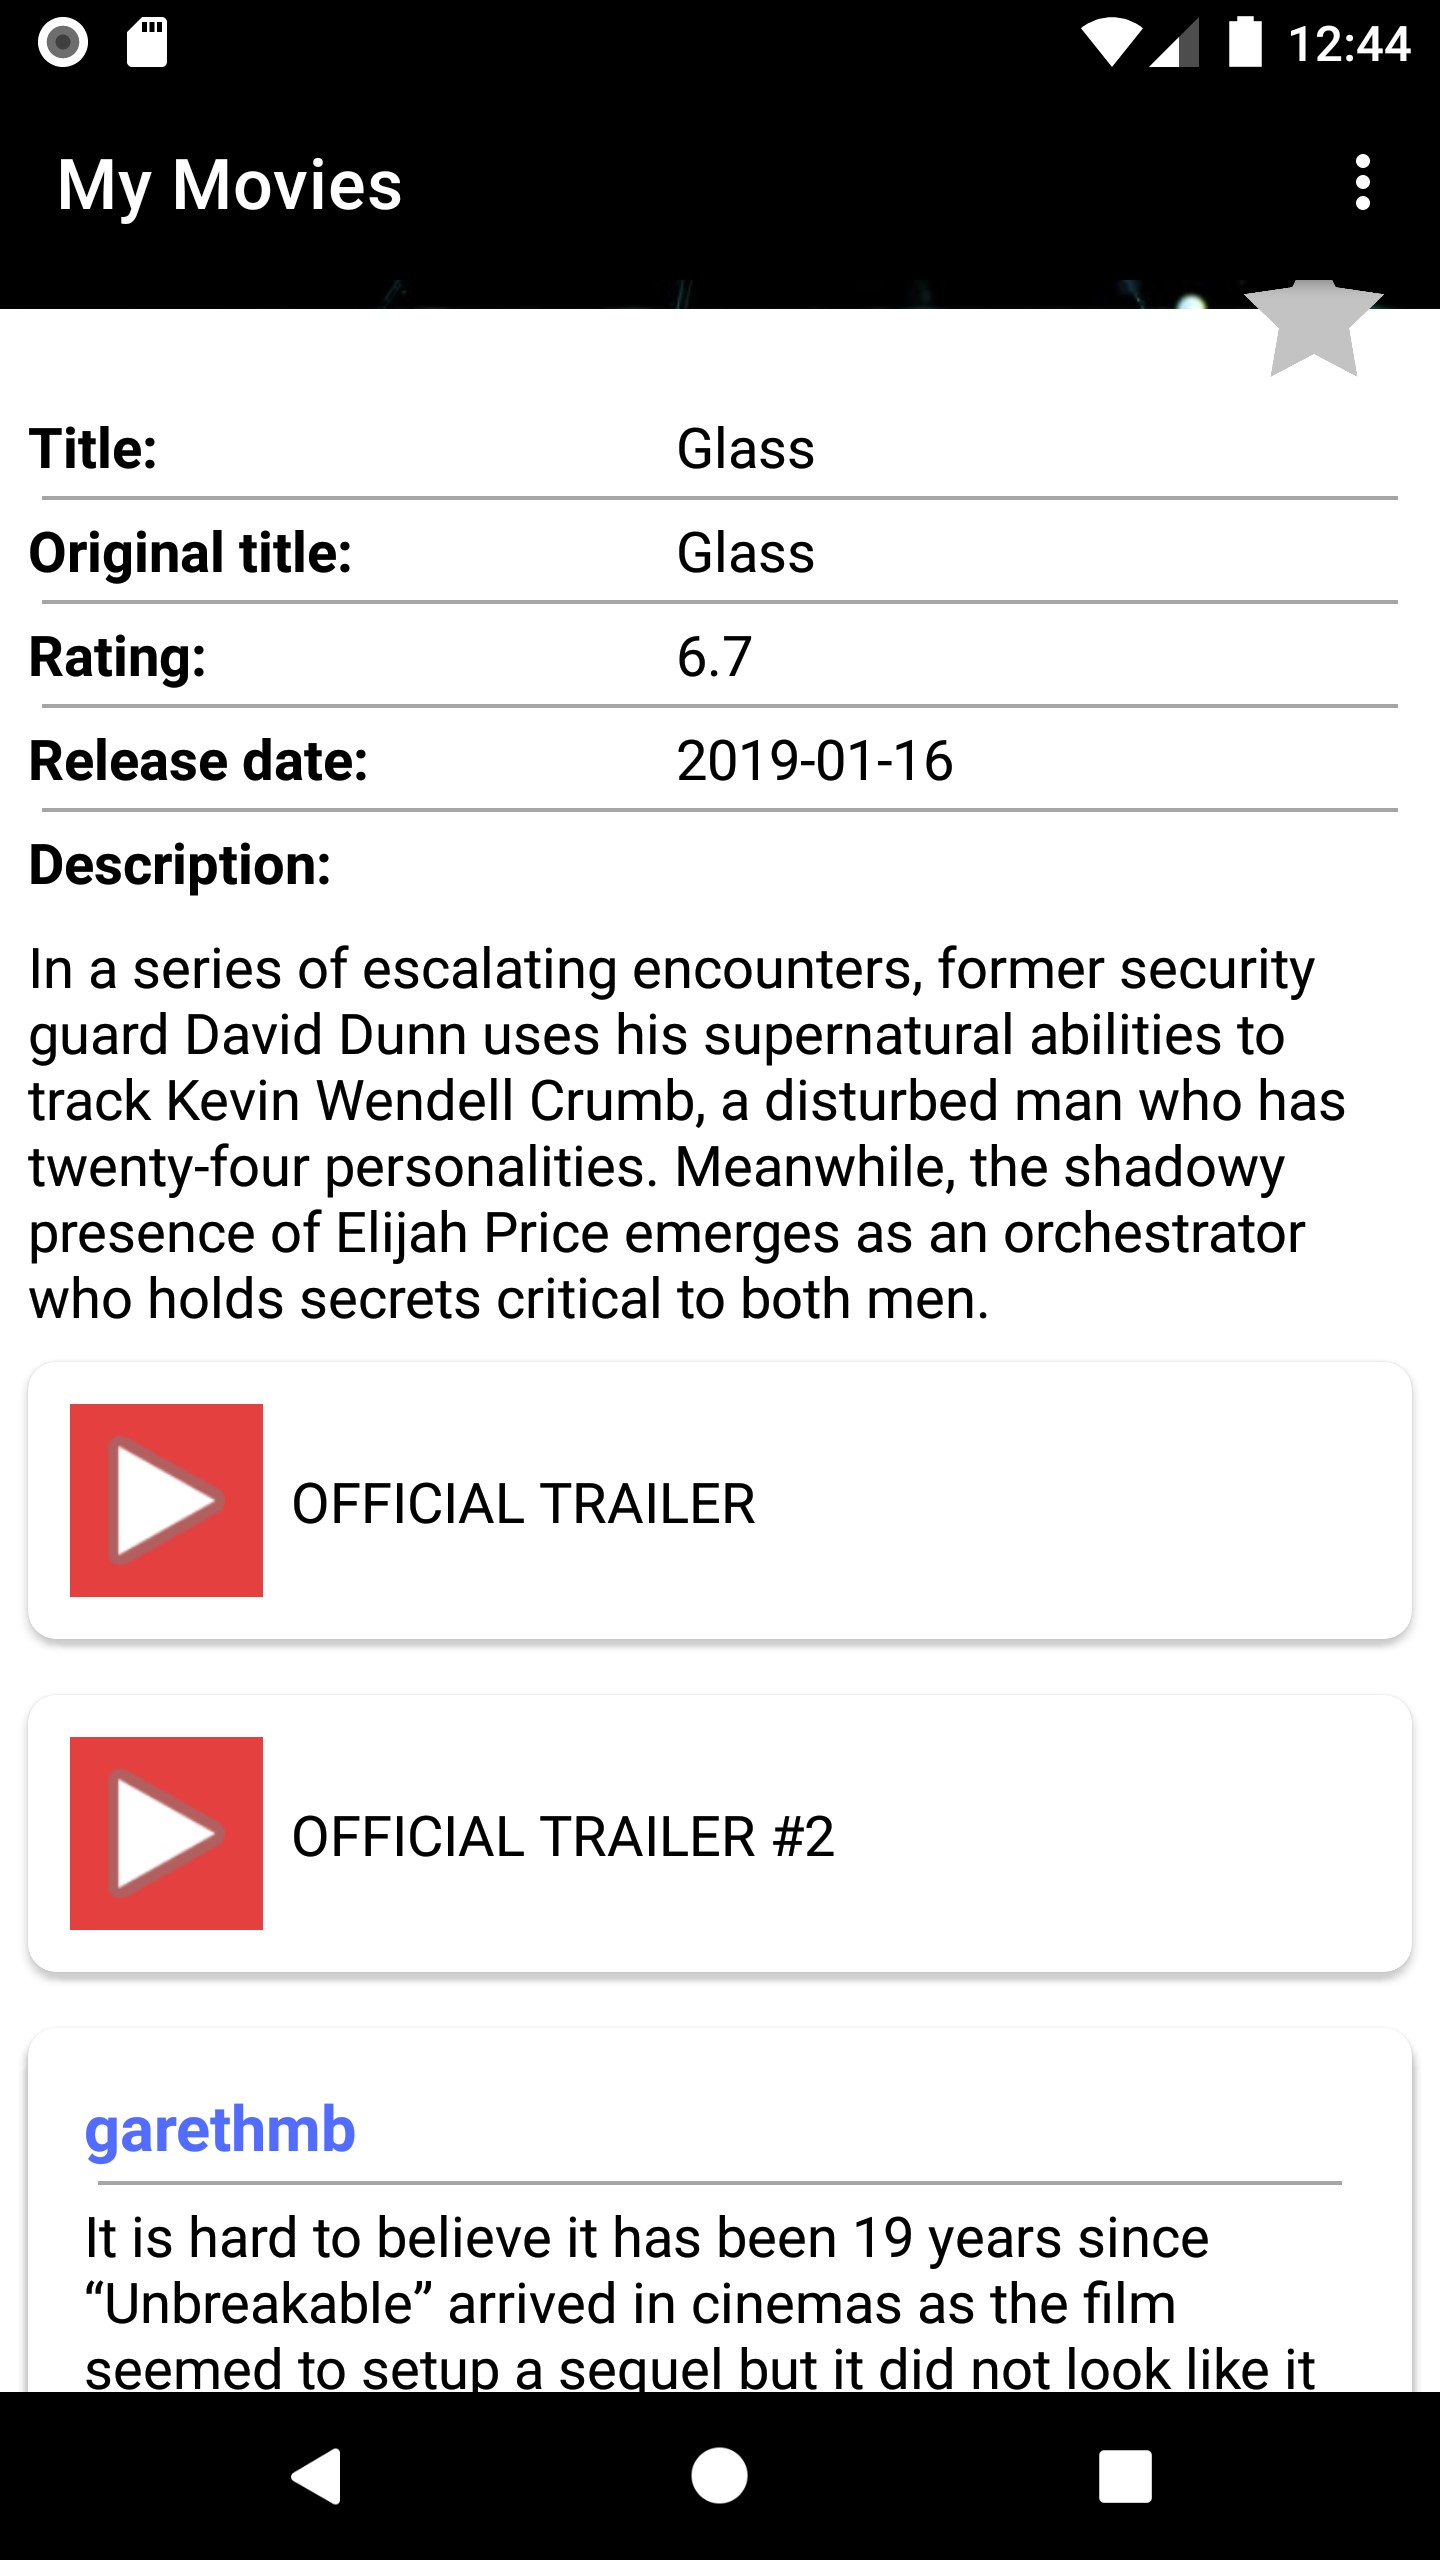 12:44
My Movies
Title: Glass
Original title: Glass
Rating: 6.7
Release date: 2019-01-16
Description:
In a series of escalating encounters, former security
guard David Dunn uses his supernatural abilities to
track Kevin Wendell Crumb, a disturbed man who has
twenty-four personalities. Meanwhile, the shadowy
presence of Elijah Price emerges as an orchestrator
who holds secrets critical to both men.
OFFICIAL TRAILER
OFFICIAL TRAILER #2
garethmb
It is hard to believe it has been 19 years since
“Unbreakable” arrived in cinemas as the film
seemed to setup a sequel but it did not look like it